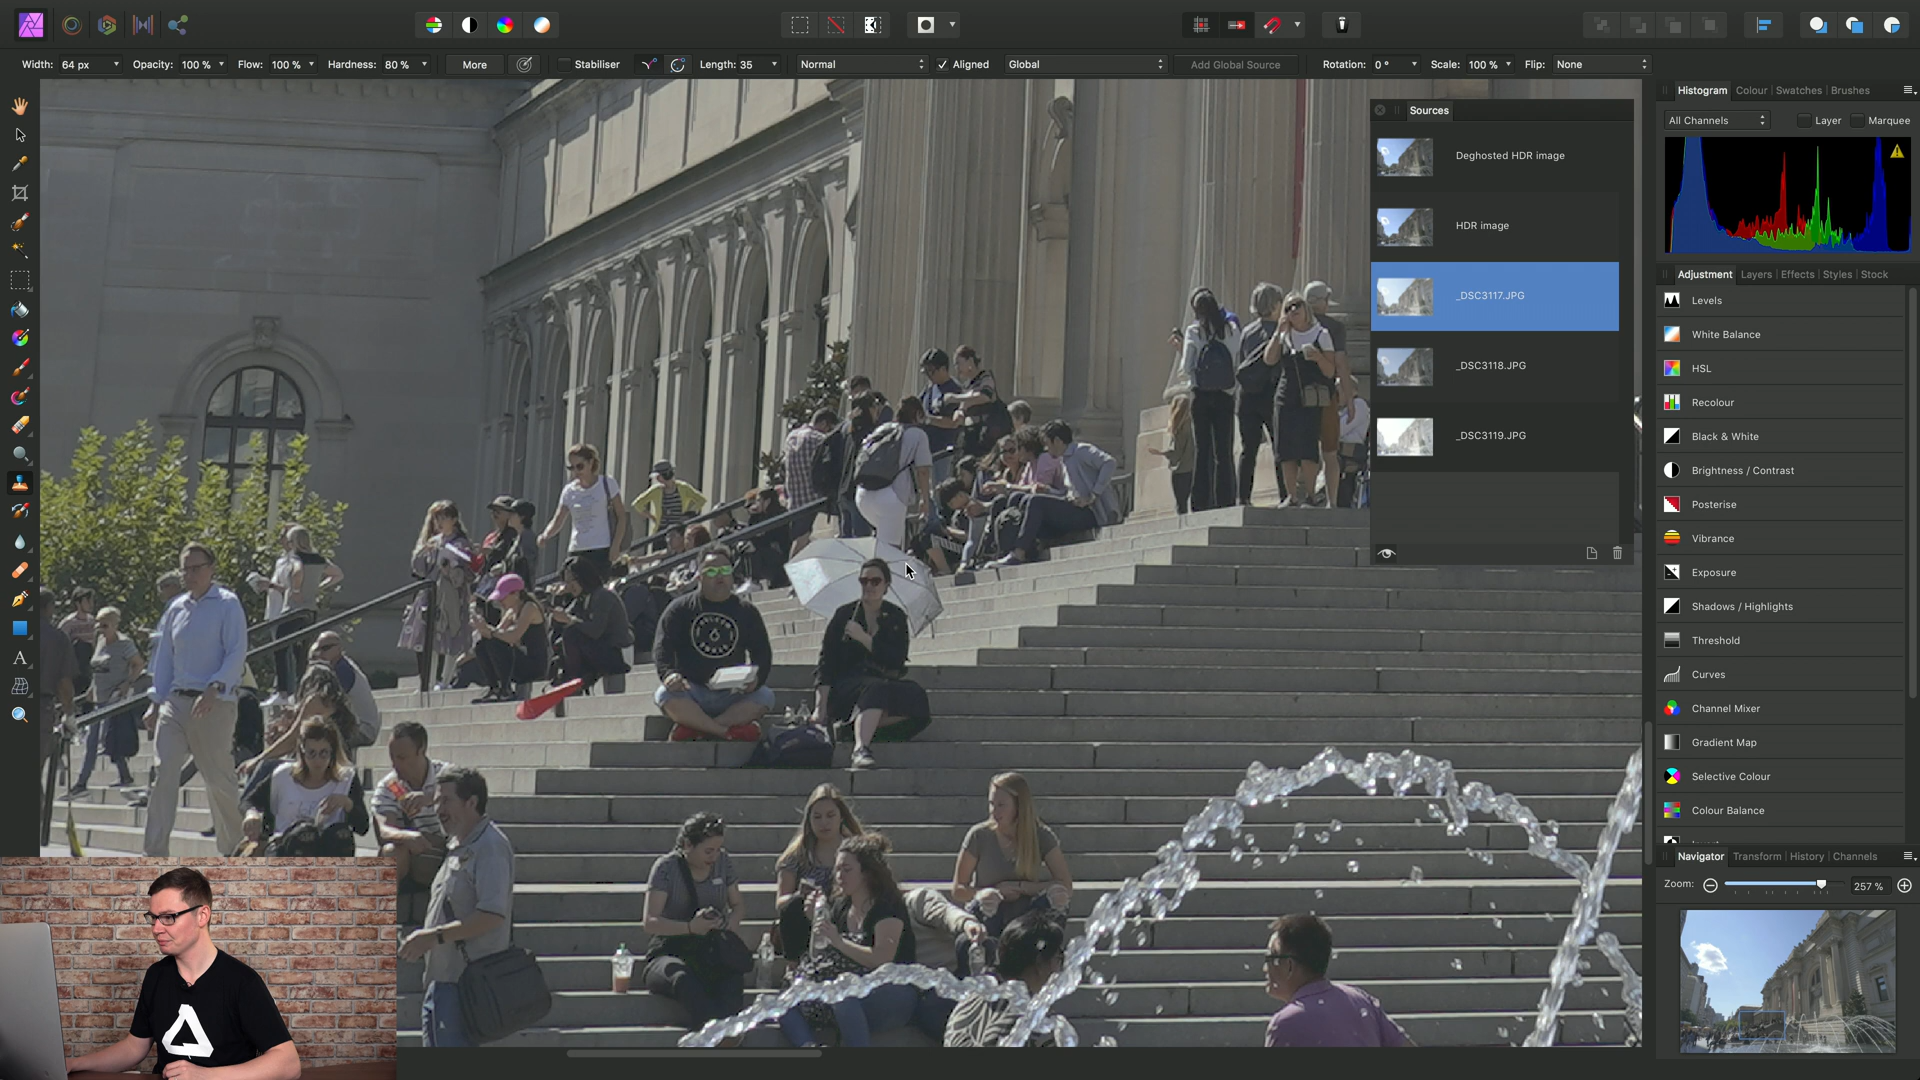 Width: 64 px Opacity: 100 % Flow: 100 % Hardness: 80 % More Stabiliser Length: 35 Normal Aligned Global Add Global Source Rotation: 0 ° Scale: 100 % Flip: None
Sources
Deghosted HDR image
HDR image
_DSC3117.JPG
_DSC3118.JPG
_DSC3119.JPG
Histogram Colour Swatches Brushes
All Channels Layer Marquee
Adjustment Layers Effects Styles Stock
Levels
White Balance
HSL
Recolour
Black & White
Brightness / Contrast
Posterise
Vibrance
Exposure
Shadows / Highlights
Threshold
Curves
Channel Mixer
Gradient Map
Selective Colour
Colour Balance
Navigator Transform History Channels
Zoom: 257 %
A